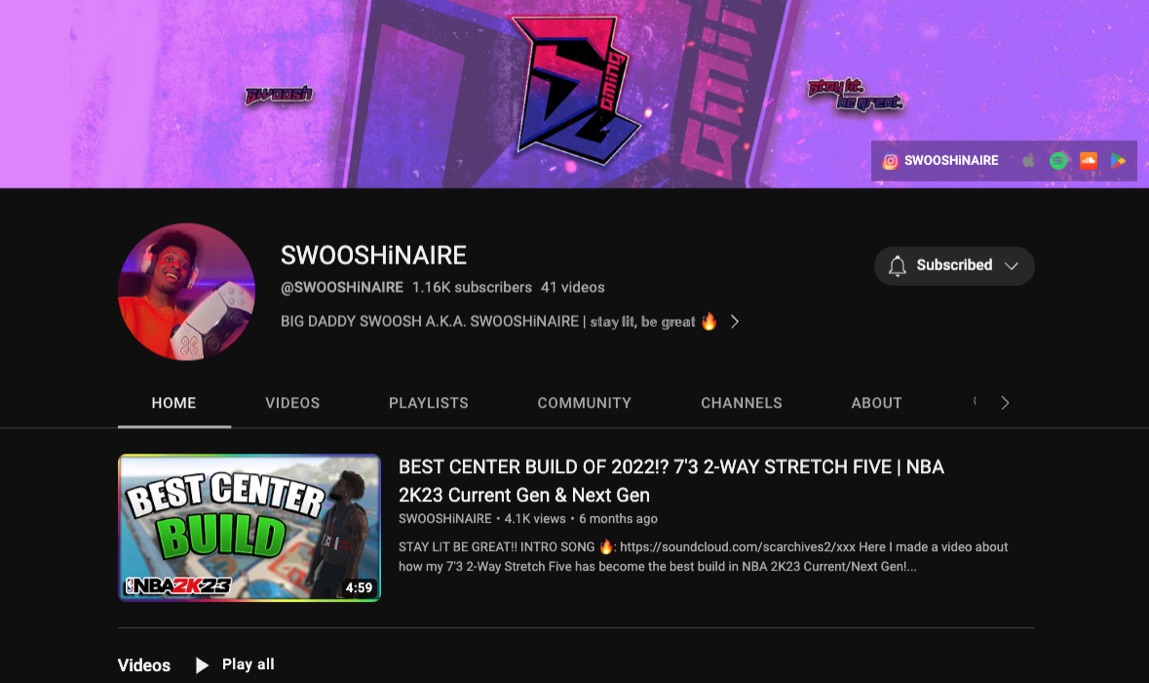 swoosh
Gaming
Gaming
stay lit.
be great.
SWOOSHiNAIRE
SWOOSHiNAIRE
@SWOOSHiNAIRE 1.16K subscribers 41 videos
BIG DADDY SWOOSH A.K.A. SWOOSHiNAIRE | 𝕤𝕥𝕒𝕪 𝕝𝕚𝕥, 𝕓𝕖 𝕘𝕣𝕖𝕒𝕥 🔥
Subscribed
HOME VIDEOS PLAYLISTS COMMUNITY CHANNELS ABOUT
BEST CENTER
BUILD
NBA2K23
4:59
BEST CENTER BUILD OF 2022!? 7'3 2-WAY STRETCH FIVE | NBA
2K23 Current Gen & Next Gen
SWOOSHiNAIRE • 4.1K views • 6 months ago
STAY LiT BE GREAT!! INTRO SONG 🔥: https://soundcloud.com/scarchives2/xxx Here I made a video about
how my 7'3 2-Way Stretch Five has become the best build in NBA 2K23 Current/Next Gen!...
Videos Play all